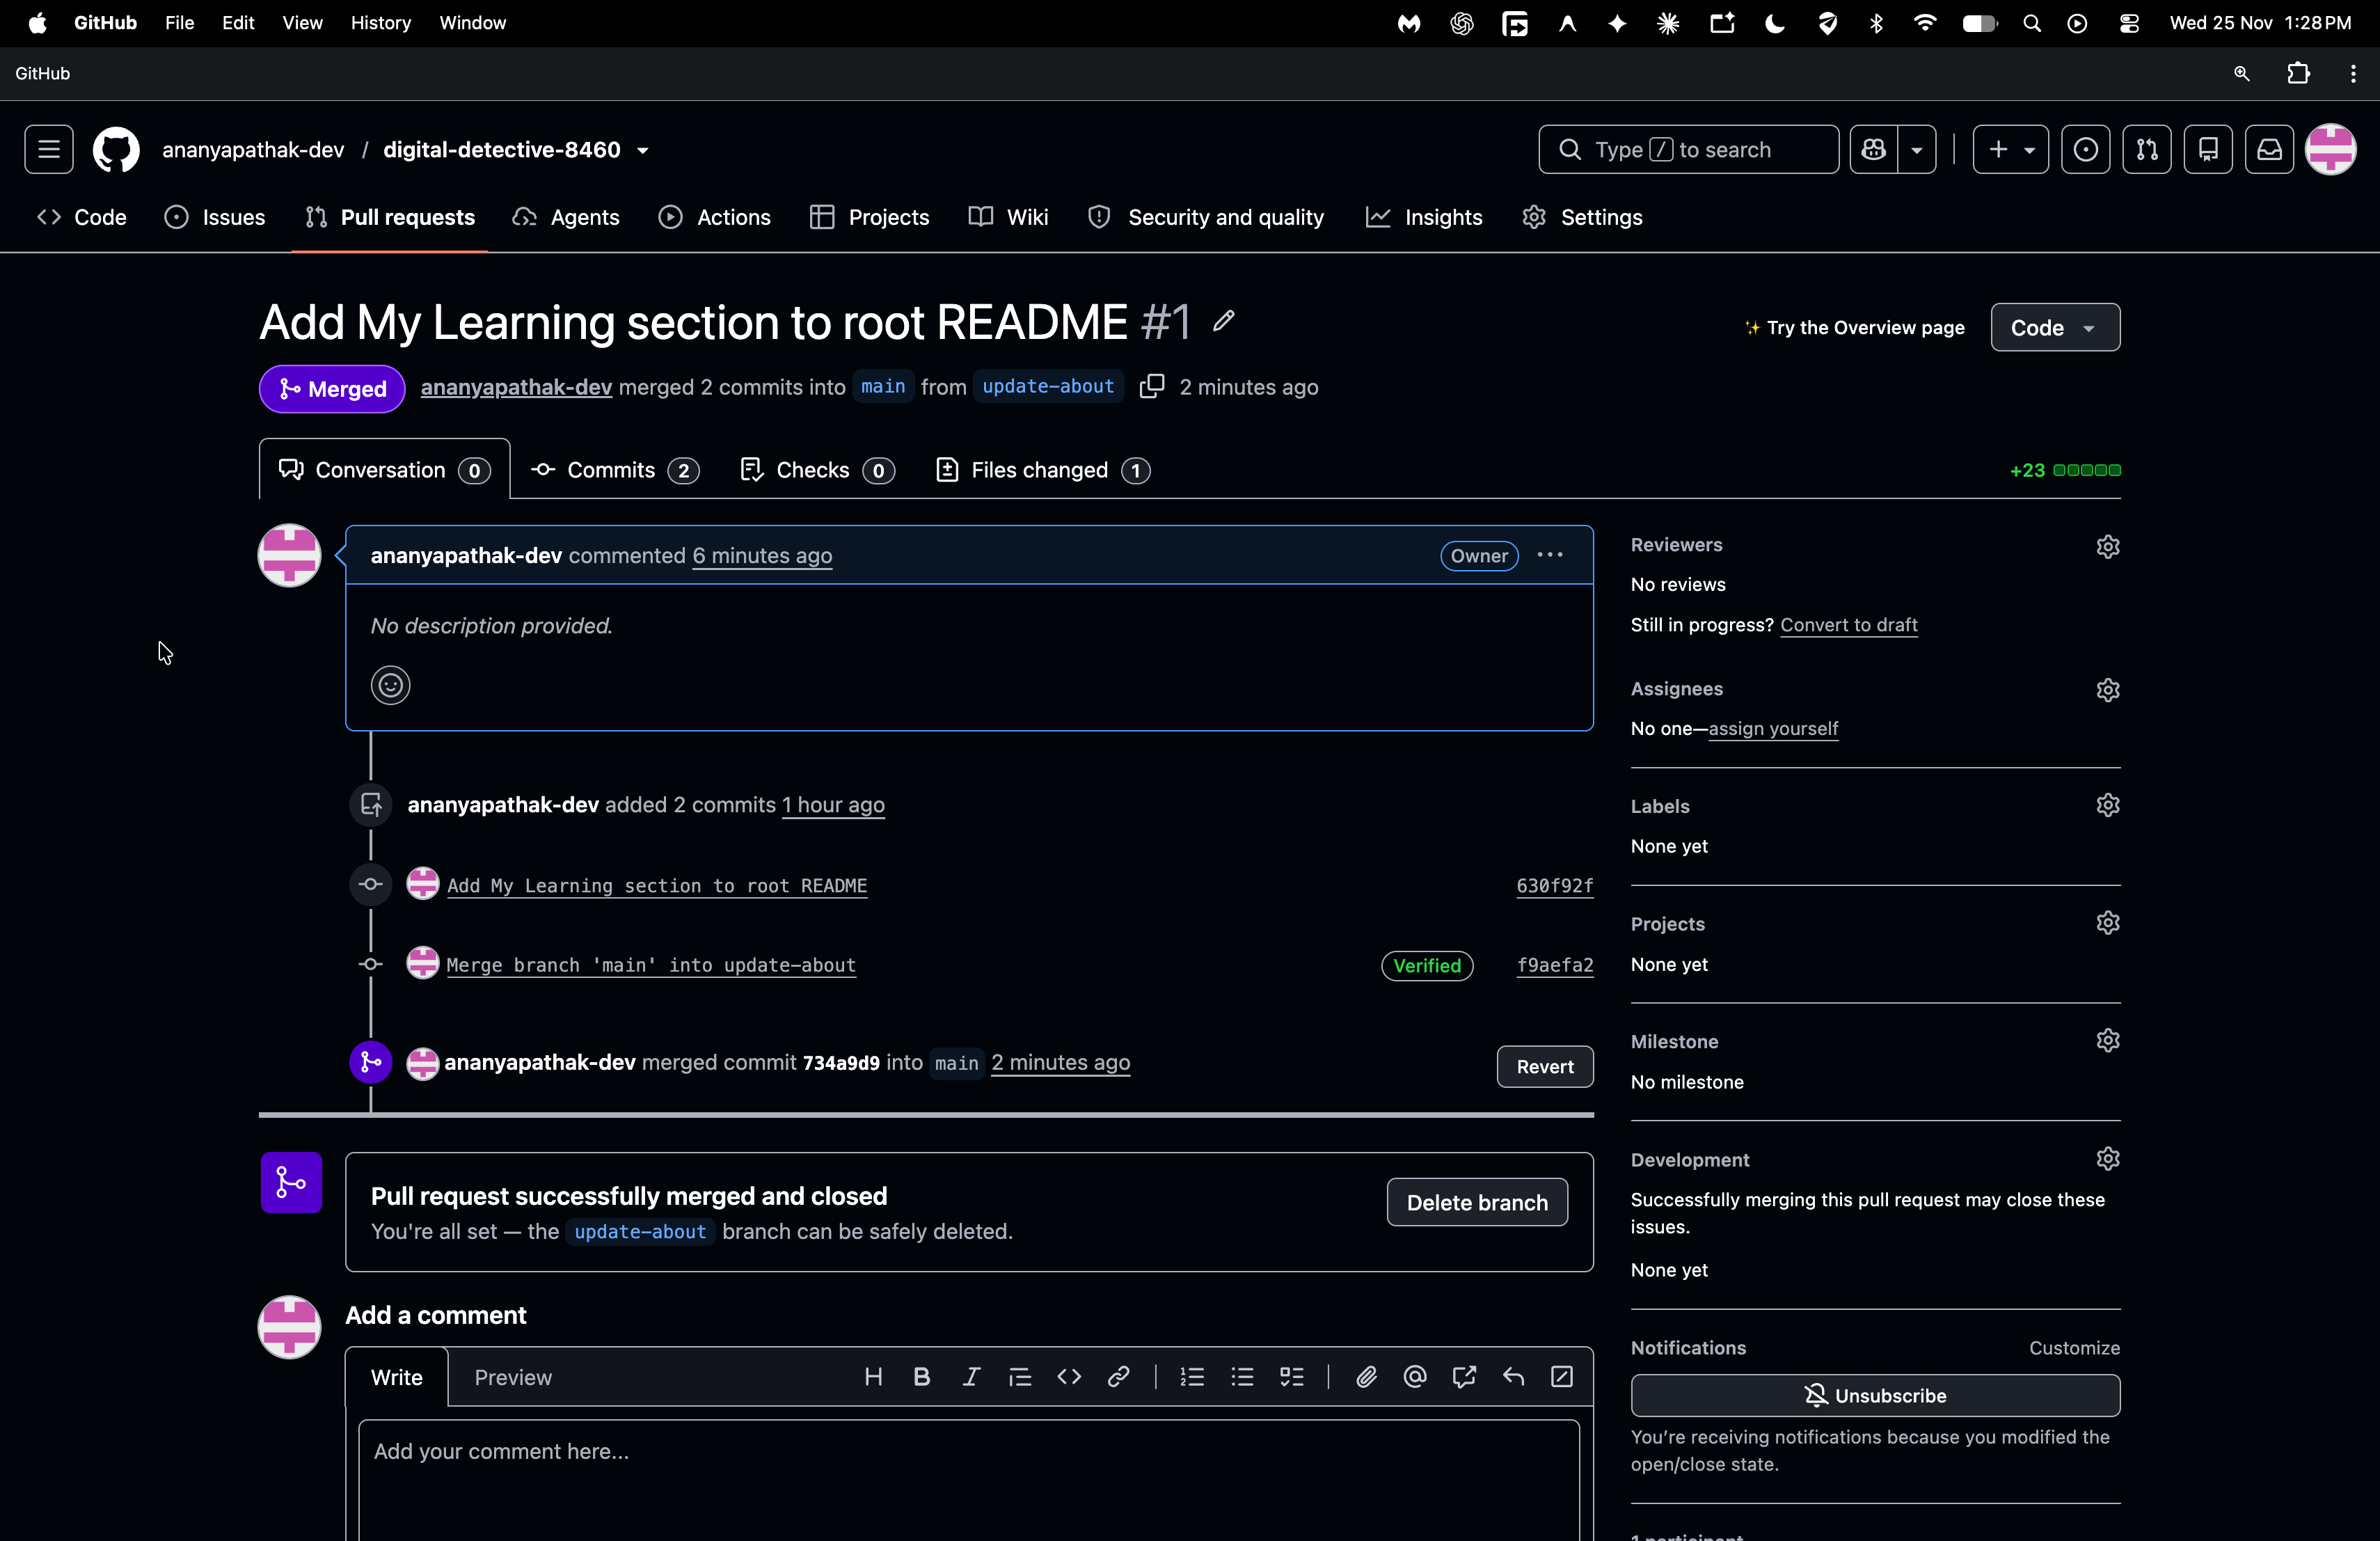 GitHub File Edit View History Window Wed 25 Nov 1:28 PM
GitHub
ananyapathak-dev / digital-detective-8460
Type / to search
Code Issues Pull requests Agents Actions Projects Wiki Security and quality Insights Settings
Add My Learning section to root README #1
✨ Try the Overview page
Code
Merged
ananyapathak-dev merged 2 commits into main from update-about 2 minutes ago
Conversation 0 Commits 2 Checks 0 Files changed 1
+23
ananyapathak-dev commented 6 minutes ago
Owner
No description provided.
ananyapathak-dev added 2 commits 1 hour ago
Add My Learning section to root README 630f92f
Merge branch 'main' into update-about Verified f9aefa2
ananyapathak-dev merged commit 734a9d9 into main 2 minutes ago
Revert
Pull request successfully merged and closed
You're all set — the update-about branch can be safely deleted.
Delete branch
Add a comment
Write Preview
Add your comment here...
Reviewers
No reviews
Still in progress? Convert to draft
Assignees
No one—assign yourself
Labels
None yet
Projects
None yet
Milestone
No milestone
Development
Successfully merging this pull request may close these
issues.
None yet
Notifications Customize
Unsubscribe
You're receiving notifications because you modified the
open/close state.
1 participant